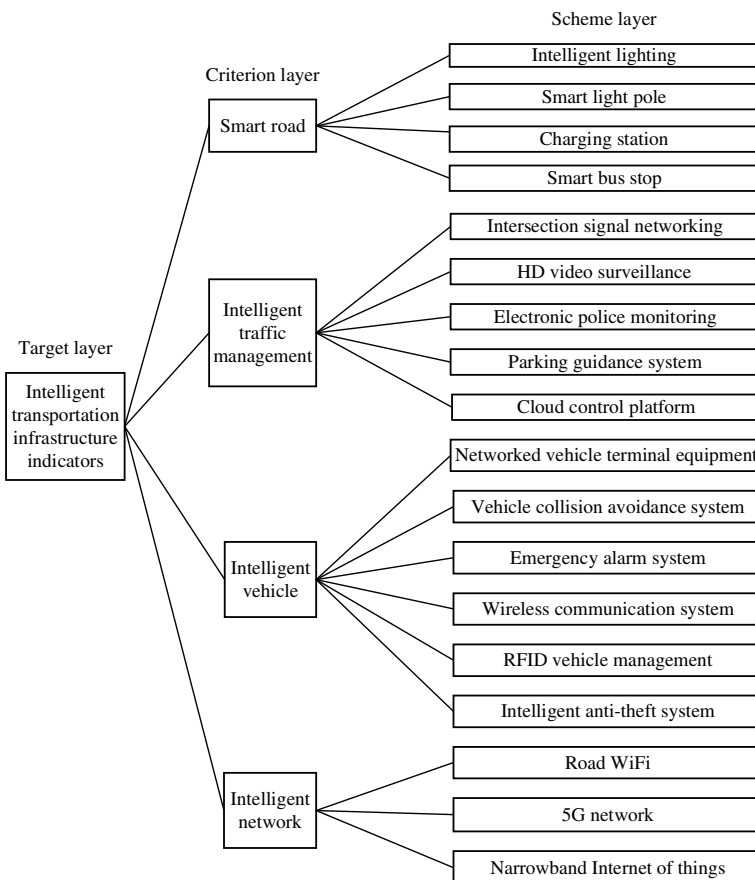 Scheme layer
Intelligent lighting
Criterion layer
Smart light pole
Smart road
Charging station
Smart bus stop
Intersection signal networking
HD video surveillance
Intelligent
traffic
management
Electronic police monitoring
Parking guidance system
Cloud control platform
Target layer
Intelligent
transportation
infrastructure
indicators
Networked vehicle terminal equipment
Vehicle collision avoidance system
Emergency alarm system
Intelligent
vehicle
Wireless communication system
RFID vehicle management
Intelligent anti-theft system
Road WiFi
Intelligent
network
5G network
Narrowband Internet of things